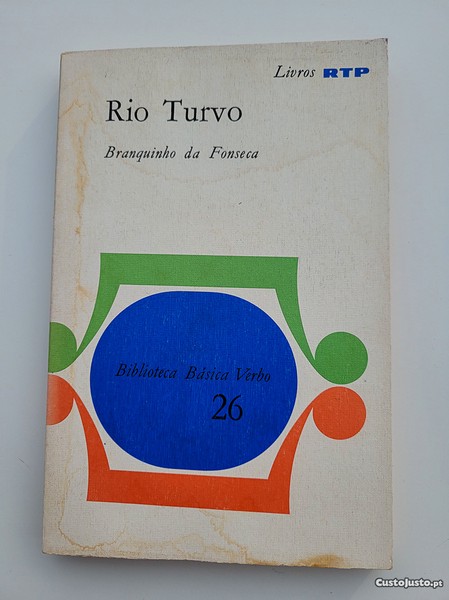 Livros RTP
Rio Turvo
Branquinho da Fonseca
Biblioteca Básica Verbo
26
CustoJusto.pt